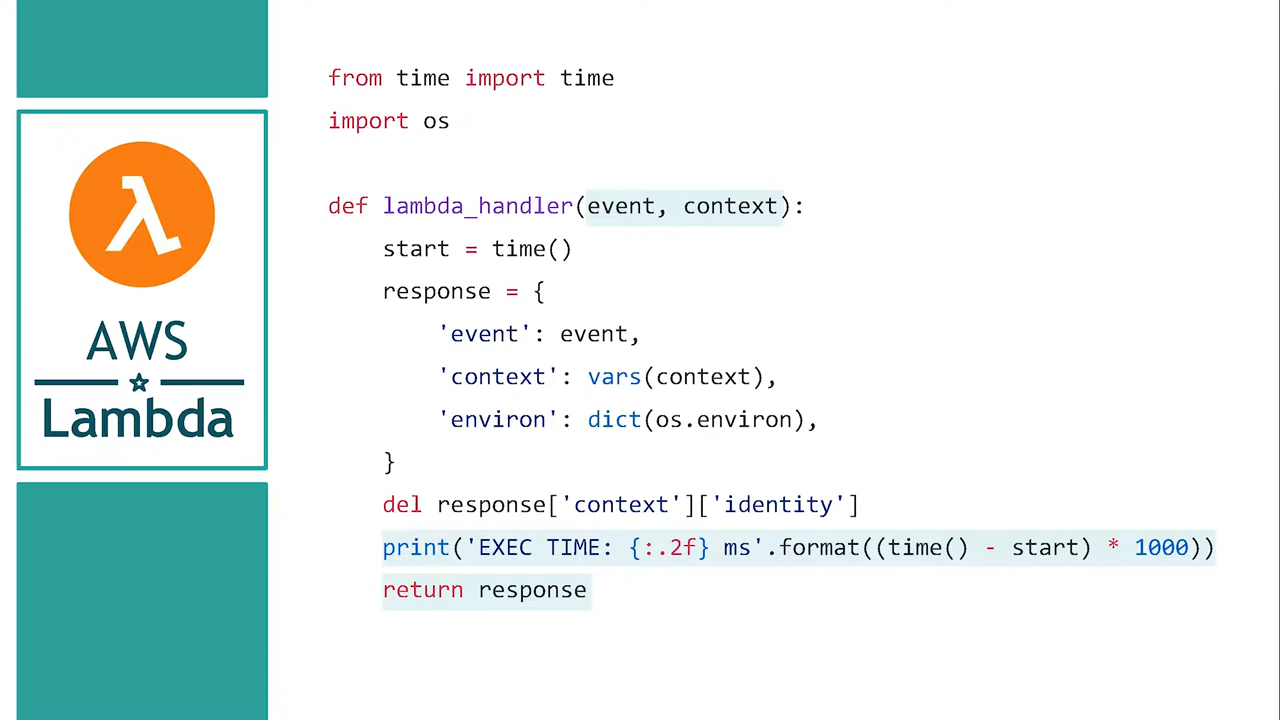 AWS
Lambda
from time import time
import os
def lambda_handler(event, context):
    start = time()
    response = {
        'event': event,
        'context': vars(context),
        'environ': dict(os.environ),
    }
    del response['context']['identity']
    print('EXEC TIME: {:.2f} ms'.format((time() - start) * 1000))
    return response